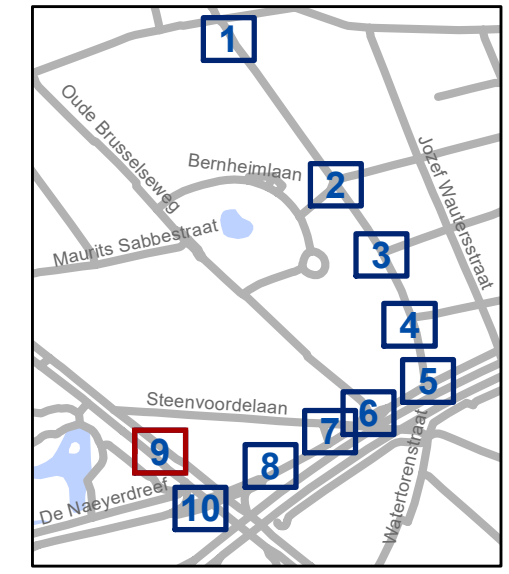 1
Oude Brusselseweg
Bernheimlaan
2
Jozef Wautersstraat
Maurits Sabbestraat
3
4
5
Steenvoordelaan
6
7
9
8
De Naeyerdreef
10
Watertorenstraat